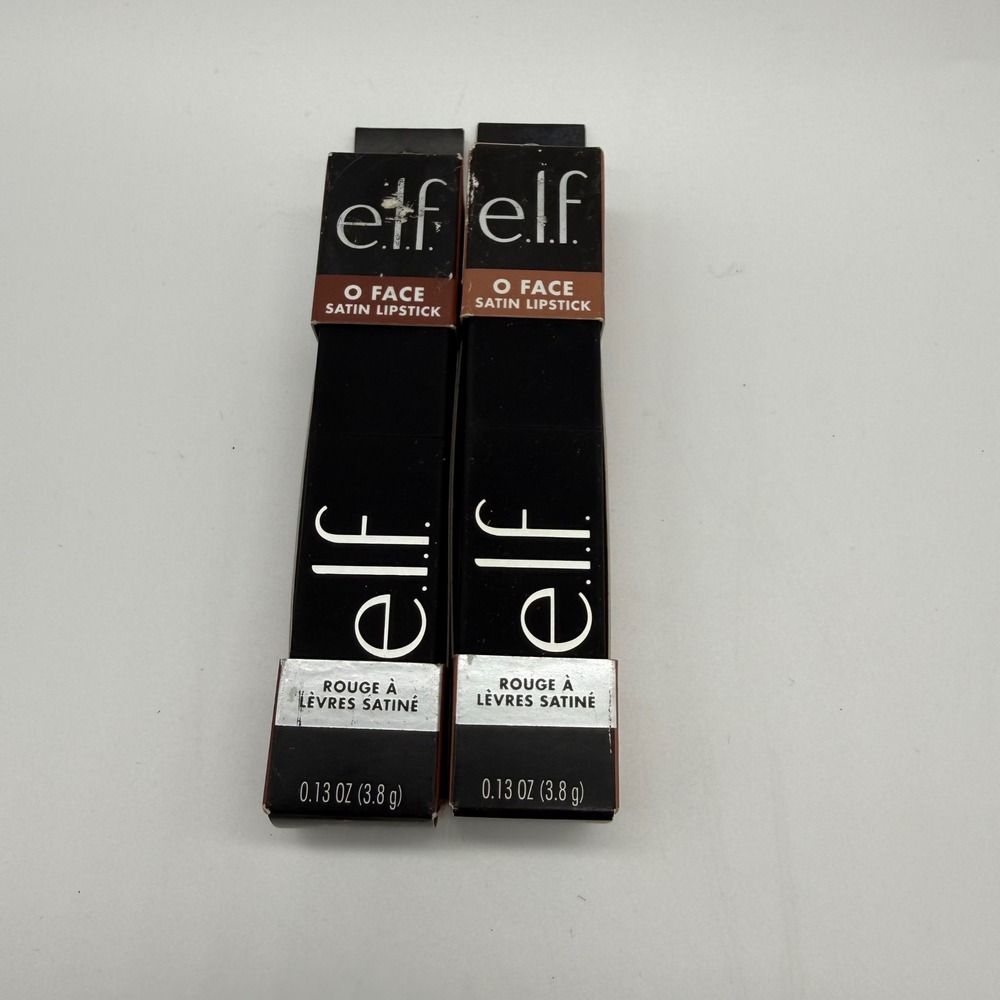 e.l.f.
O FACE
SATIN LIPSTICK
e.l.f.
ROUGE À
LÈVRES SATINÉ
0.13 OZ (3.8 g)
e.l.f.
O FACE
SATIN LIPSTICK
e.l.f.
ROUGE À
LÈVRES SATINÉ
0.13 OZ (3.8 g)